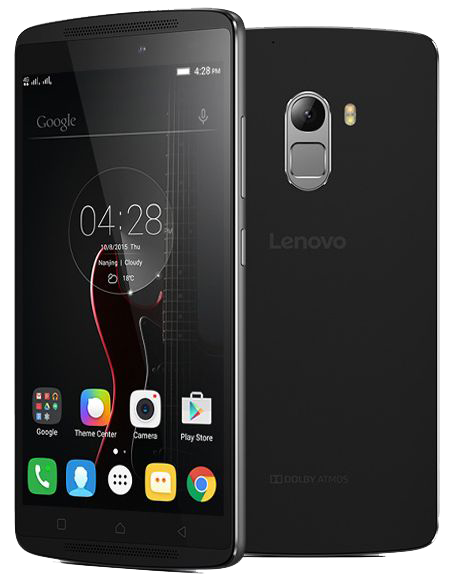 4:28 PM
Google
04:28 PM
10/8/2015 Thu
Nanjing | Cloudy
18°C
Google
Theme Center
Camera
Play Store
Lenovo
DOLBY ATMOS